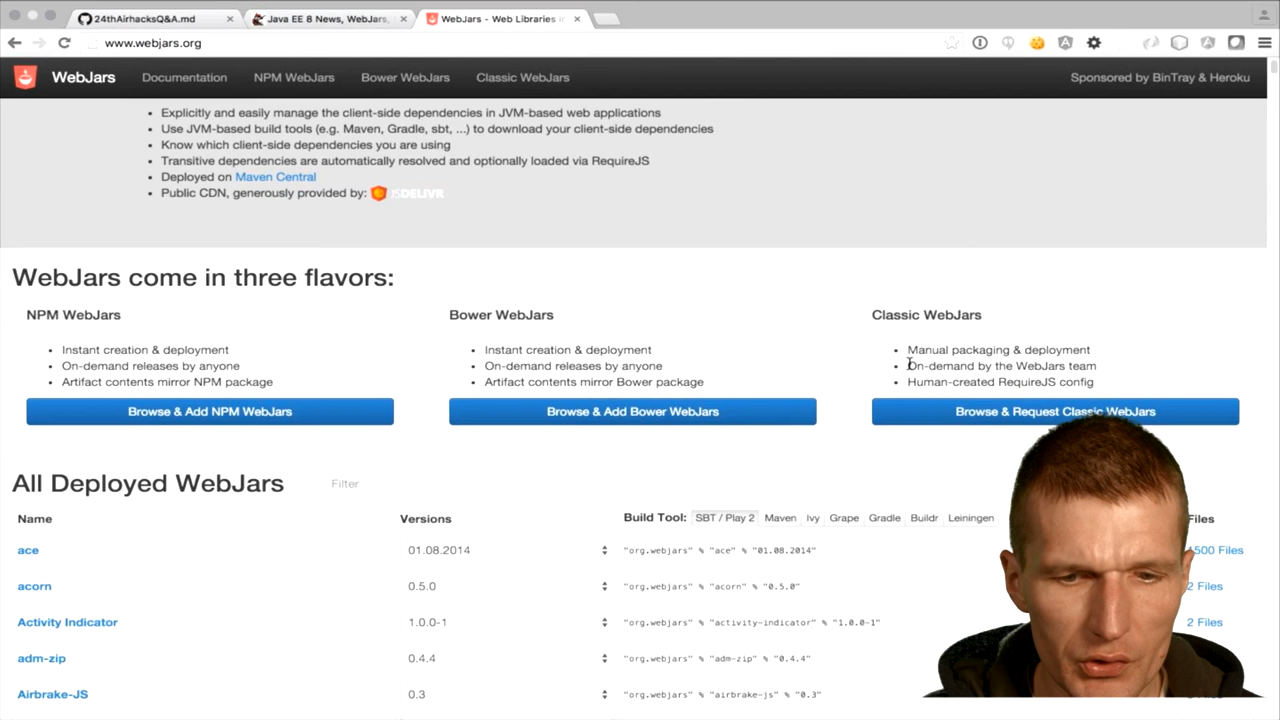 24thAirhacksQ&A.md
Java EE 8 News, WebJars,
WebJars - Web Libraries in
www.webjars.org
WebJars
Documentation
NPM WebJars
Bower WebJars
Classic WebJars
Sponsored by BinTray & Heroku
Explicitly and easily manage the client-side dependencies in JVM-based web applications
Use JVM-based build tools (e.g. Maven, Gradle, sbt, ...) to download your client-side dependencies
Know which client-side dependencies you are using
Transitive dependencies are automatically resolved and optionally loaded via RequireJS
Deployed on Maven Central
Public CDN, generously provided by: JSDELIVR
WebJars come in three flavors:
NPM WebJars
Instant creation & deployment
On-demand releases by anyone
Artifact contents mirror NPM package
Browse & Add NPM WebJars
Bower WebJars
Instant creation & deployment
On-demand releases by anyone
Artifact contents mirror Bower package
Browse & Add Bower WebJars
Classic WebJars
Manual packaging & deployment
On-demand by the WebJars team
Human-created RequireJS config
Browse & Request Classic WebJars
All Deployed WebJars
Filter
Name
Versions
Build Tool: SBT / Play 2 Maven Ivy Grape Gradle Buildr Leiningen
Files
ace
01.08.2014
"org.webjars" % "ace" % "01.08.2014"
500 Files
acorn
0.5.0
"org.webjars" % "acorn" % "0.5.0"
2 Files
Activity Indicator
1.0.0-1
"org.webjars" % "activity-indicator" % "1.0.0-1"
2 Files
adm-zip
0.4.4
"org.webjars" % "adm-zip" % "0.4.4"
Airbrake-JS
0.3
"org.webjars" % "airbrake-js" % "0.3"